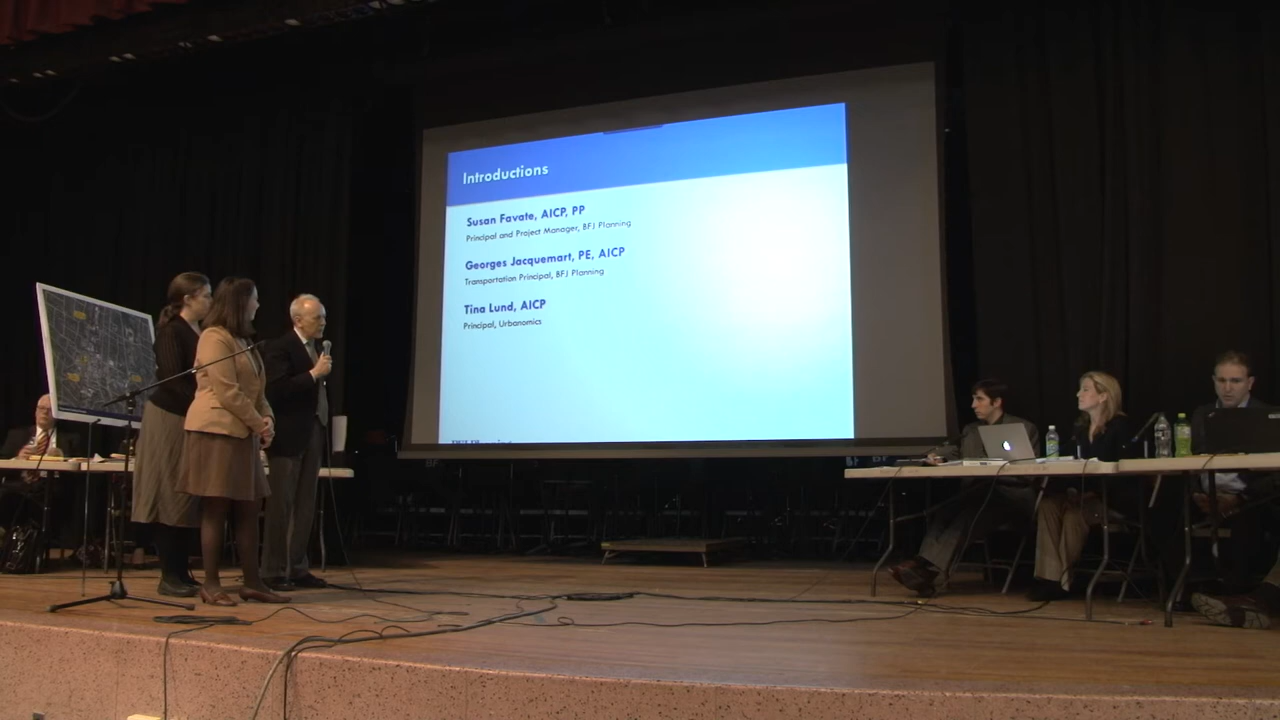 Introductions
Susan Favate, AICP, PP
Principal and Project Manager, BFJ Planning
Georges Jacquemart, PE, AICP
Transportation Principal, BFJ Planning
Tina Lund, AICP
Principal, Urbanomics